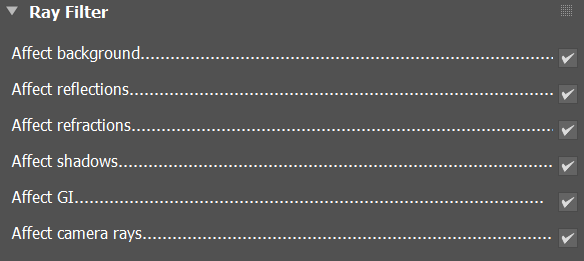 Ray Filter
Affect background
Affect reflections
Affect refractions
Affect shadows
Affect GI
Affect camera rays